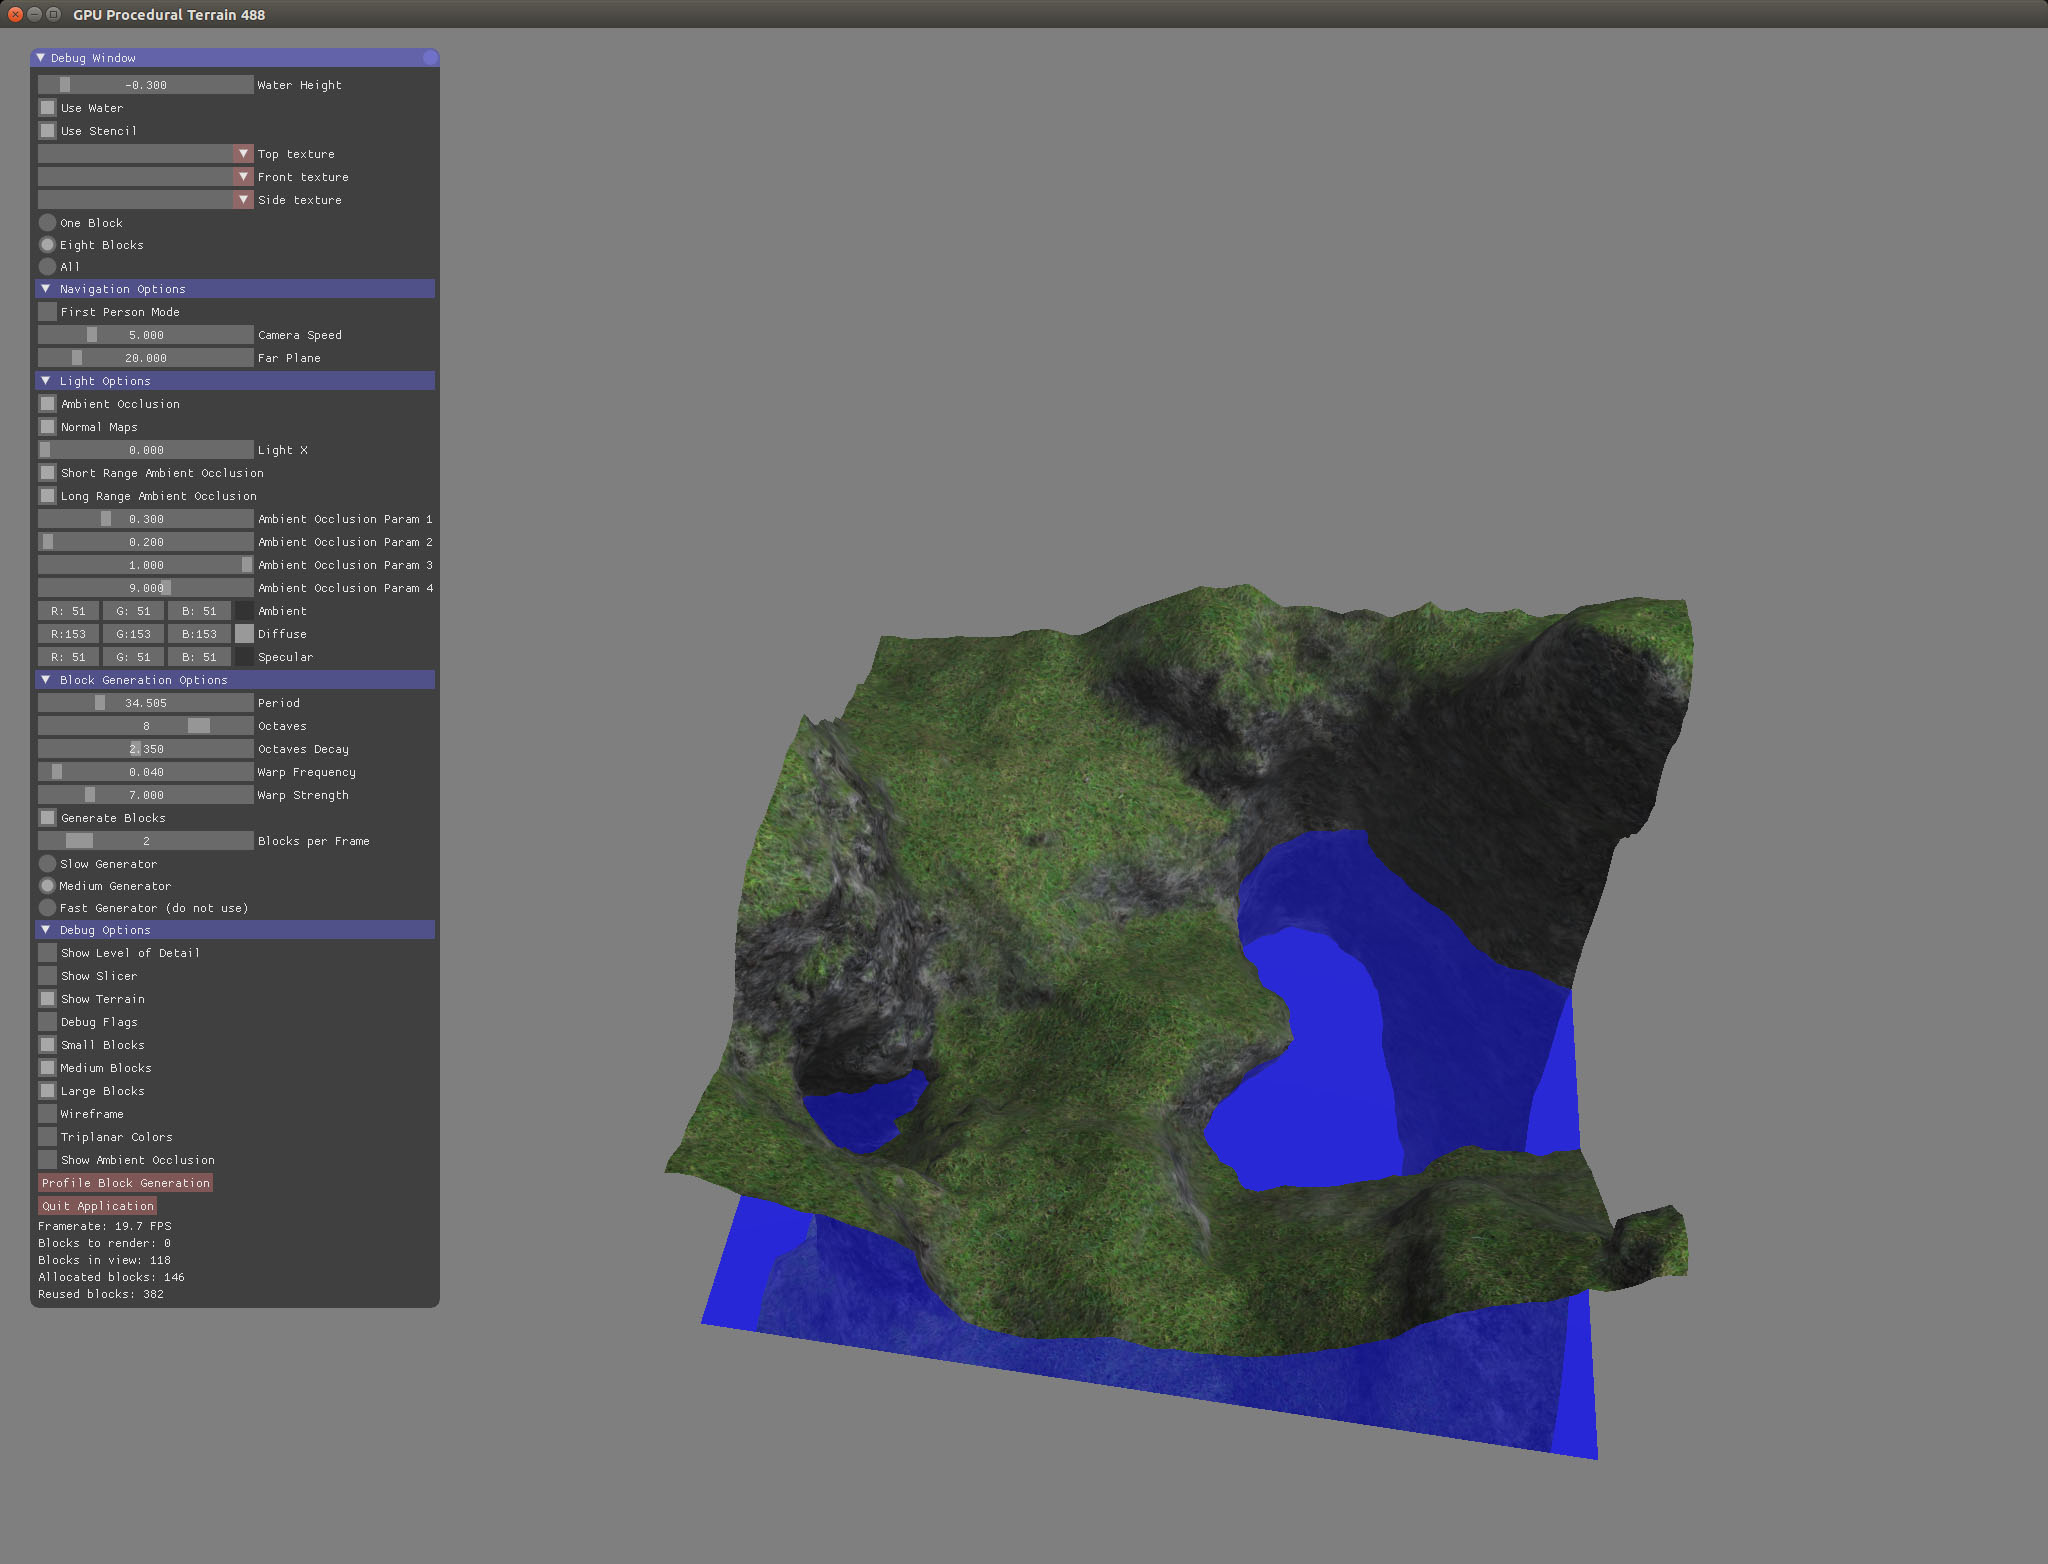 GPU Procedural Terrain 488
Debug Window
-0.300 Water Height
Use Water
Use Stencil
Top texture
Front texture
Side texture
One Block
Eight Blocks
All
Navigation Options
First Person Mode
5.000 Camera Speed
20.000 Far Plane
Light Options
Ambient Occlusion
Normal Maps
0.000 Light X
Short Range Ambient Occlusion
Long Range Ambient Occlusion
0.300 Ambient Occlusion Param 1
0.200 Ambient Occlusion Param 2
1.000 Ambient Occlusion Param 3
9.000 Ambient Occlusion Param 4
R: 51 G: 51 B: 51 Ambient
R:153 G:153 B:153 Diffuse
R: 51 G: 51 B: 51 Specular
Block Generation Options
34.505 Period
8 Octaves
2.350 Octaves Decay
0.040 Warp Frequency
7.000 Warp Strength
Generate Blocks
2 Blocks per Frame
Slow Generator
Medium Generator
Fast Generator (do not use)
Debug Options
Show Level of Detail
Show Slicer
Show Terrain
Debug Flags
Small Blocks
Medium Blocks
Large Blocks
Wireframe
Triplanar Colors
Show Ambient Occlusion
Profile Block Generation
Quit Application
Framerate: 19.7 FPS
Blocks to render: 0
Blocks in view: 118
Allocated blocks: 146
Reused blocks: 382